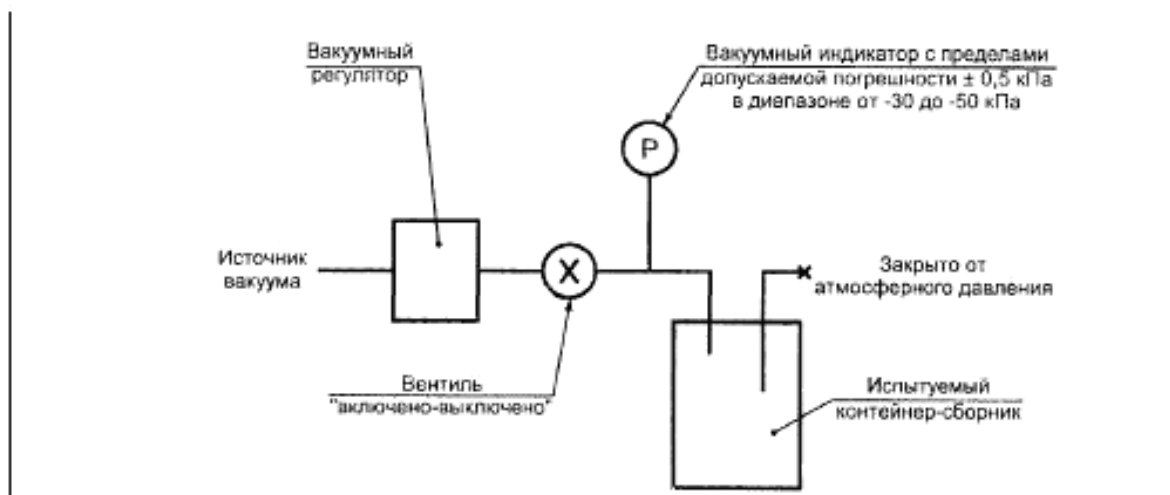 Вакуумный
регулятор
Вакуумный индикатор с пределами
допускаемой погрешности ± 0,5 кПа
в диапазоне от -30 до -50 кПа
P
Источник
вакуума
X
Закрыто от
атмосферного давления
Вентиль
"включено-выключено"
Испытуемый
контейнер-сборник